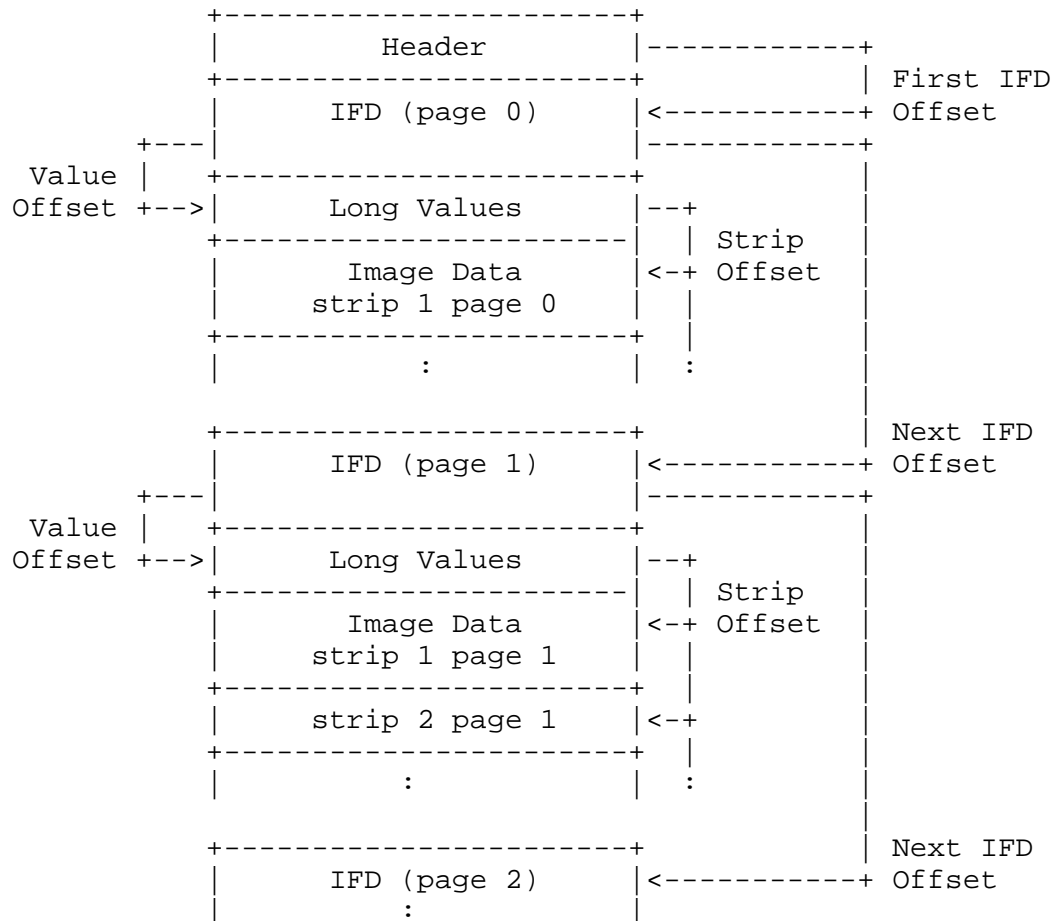 Header
First IFD
IFD (page 0) Offset
Value
Offset Long Values
Strip
Image Data Offset
strip 1 page 0
:  :
Next IFD
IFD (page 1) Offset
Value
Offset Long Values
Strip
Image Data Offset
strip 1 page 1
strip 2 page 1
:  :
Next IFD
IFD (page 2) Offset
: